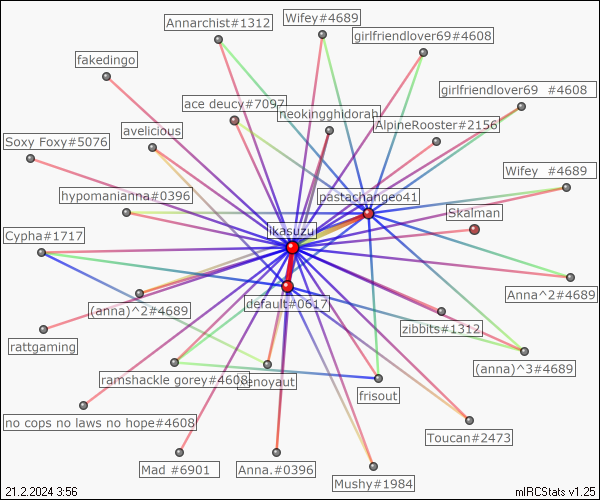 Wifey#4689
Annarchist#1312
girlfriendlover69#4608
fakedingo
girlfriendlover69 #4608
ace deucy#7097
neokingghidorah
AlpineRooster#2156
avelicious
Soxy Foxy#5076
Wifey #4689
hypomanianna#0396
pastachangeo41
Skalman
ikasuzu
Cypha#1717
Anna^2#4689
(anna)^2#4689
default#0617
zibbits#1312
rattgaming
(anna)^3#4689
ramshackle gorey#4608
kenoyaut
frisout
no cops no laws no hope#4608
Toucan#2473
Mad #6901
Anna.#0396
Mushy#1984
21.2.2024 3:56
mIRCStats v1.25